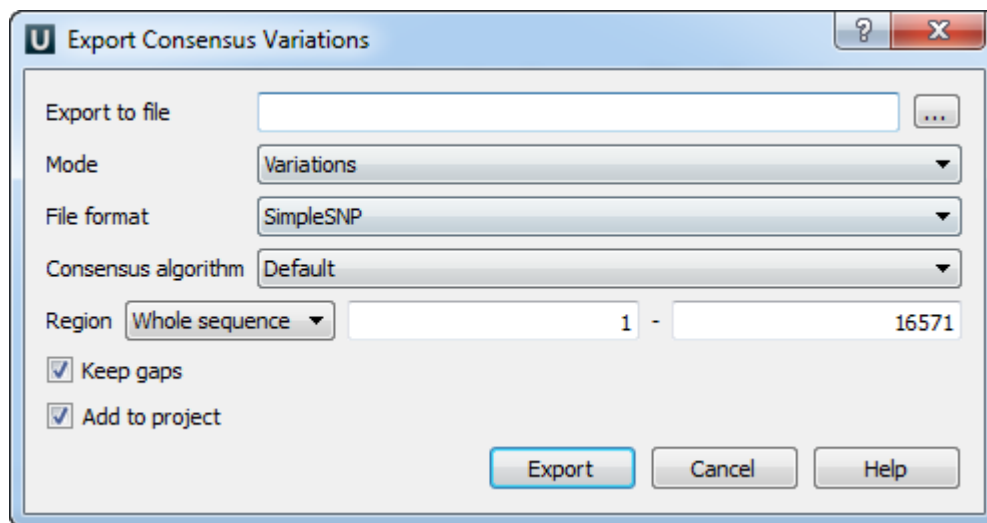 U Export Consensus Variations ? X
Export to file ...
Mode Variations
File format SimpleSNP
Consensus algorithm Default
Region Whole sequence 1 - 16571
Keep gaps
Add to project
Export Cancel Help